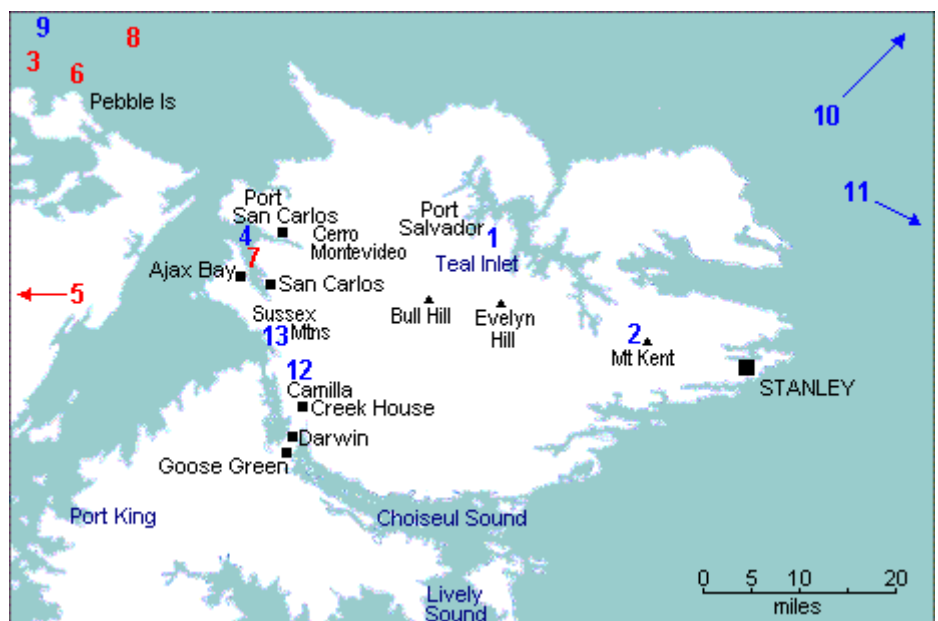 9
8
3
6
Pebble Is
10
11
Port
San Carlos
4
Cerro
Montevideo
7
Port
Salvador
1
Teal Inlet
Ajax Bay
San Carlos
5
Bull Hill
Evelyn
Hill
Sussex
Mtns
13
2
Mt Kent
12
STANLEY
Camilla
Creek House
Darwin
Goose Green
Port King
Choiseul Sound
Lively
Sound
0 5 10 20
miles